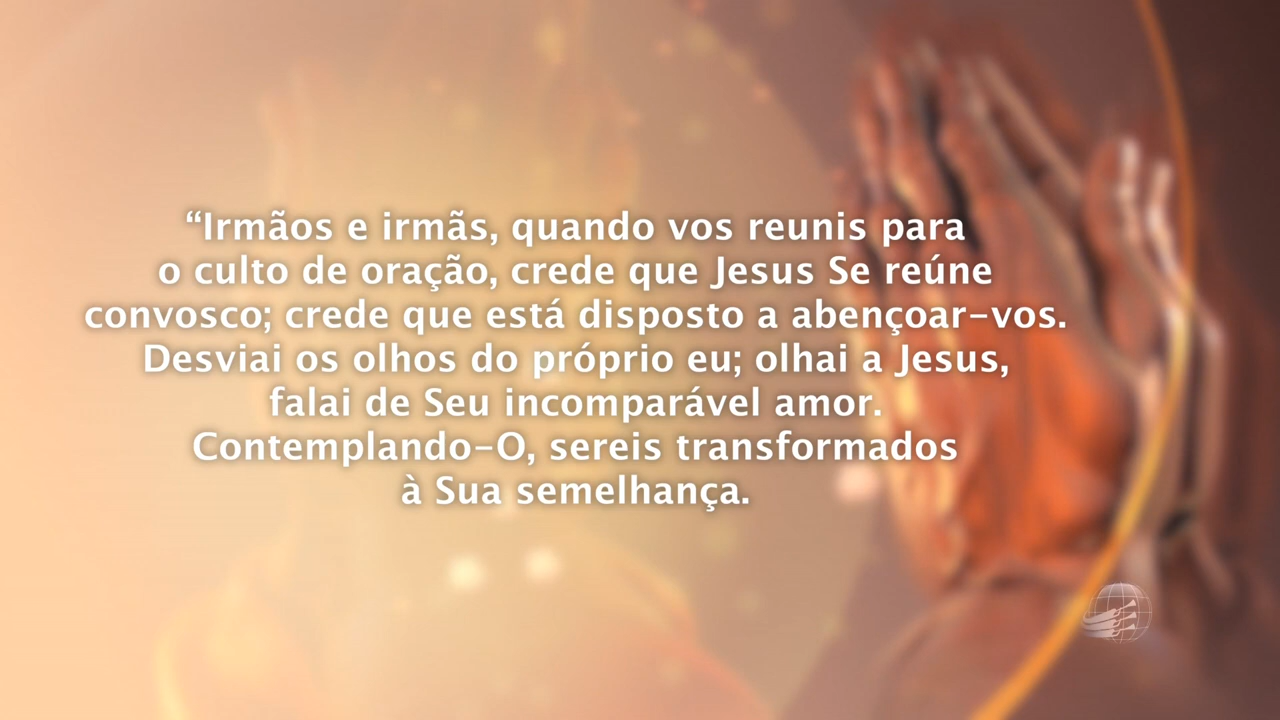 “Irmãos e irmãs, quando vos reunis para
o culto de oração, crede que Jesus Se reúne
convosco; crede que está disposto a abençoar-vos.
Desviai os olhos do próprio eu; olhai a Jesus,
falai de Seu incomparável amor.
Contemplando-O, sereis transformados
à Sua semelhança.